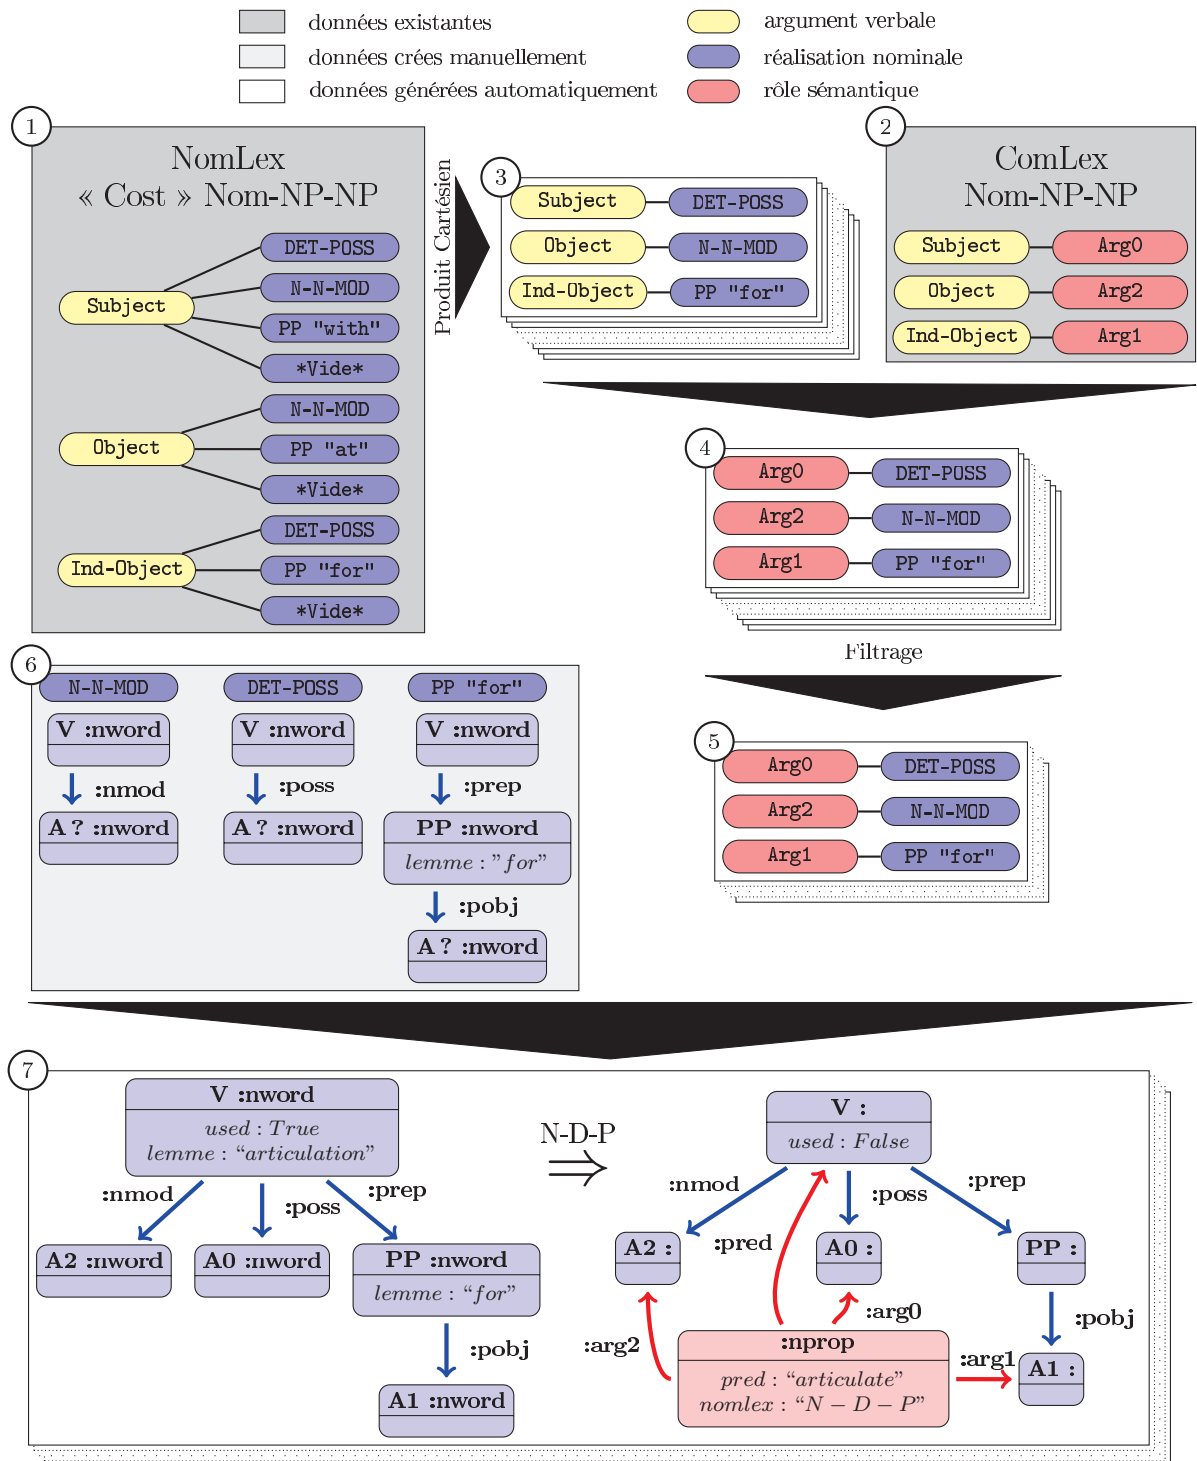 données existantes
données crées manuellement
données générées automatiquement
argument verbale
réalisation nominale
rôle sémantique
1
NomLex
« Cost » Nom-NP-NP
Subject
DET-POSS
N-N-MOD
PP "with"
*Vide*
Object
N-N-MOD
PP "at"
*Vide*
Ind-Object
DET-POSS
PP "for"
*Vide*
Produit Cartésien
3
Subject DET-POSS
Object N-N-MOD
Ind-Object PP "for"
2
ComLex
Nom-NP-NP
Subject Arg0
Object Arg2
Ind-Object Arg1
4
Arg0 DET-POSS
Arg2 N-N-MOD
Arg1 PP "for"
Filtrage
5
Arg0 DET-POSS
Arg2 N-N-MOD
Arg1 PP "for"
6
N-N-MOD
V :nword
:nmod
A ? :nword
DET-POSS
V :nword
:poss
A ? :nword
PP "for"
V :nword
:prep
PP :nword
lemme : ”for”
:pobj
A ? :nword
7
V :nword
used : True
lemme : “articulation”
:nmod
:poss
:prep
A2 :nword
A0 :nword
PP :nword
lemme : “for”
:pobj
A1 :nword
N-D-P
⇒
V :
used : False
:nmod
:poss
:prep
:pred
A2 :
A0 :
PP :
:arg2
:arg0
:pobj
:arg1
:nprop
pred : “articulate”
nomlex : “N − D − P”
A1 :